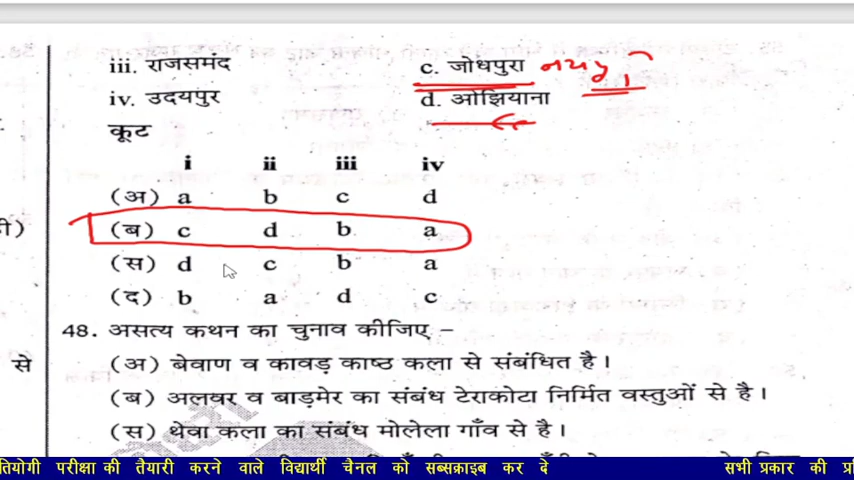 iii. राजसमंद c. जोधपुरा
iv. उदयपुर d. ओझियाना
कूट
i ii iii iv
(अ) a b c d
(ब) c d b a
(स) d c b a
(द) b a d c
48. असत्य कथन का चुनाव कीजिए –
(अ) बेवाण व कावड़ काष्ठ कला से संबंधित है।
से
(ब) अलवर व बाड़मेर का संबंध टेराकोटा निर्मित वस्तुओं से है।
(स) थेवा कला का संबंध मोलेला गाँव से है।
तियोगी परीक्षा की तैयारी करने वाले विद्यार्थी चैनल को सब्सक्राइब कर दे सभी प्रकार की प्र